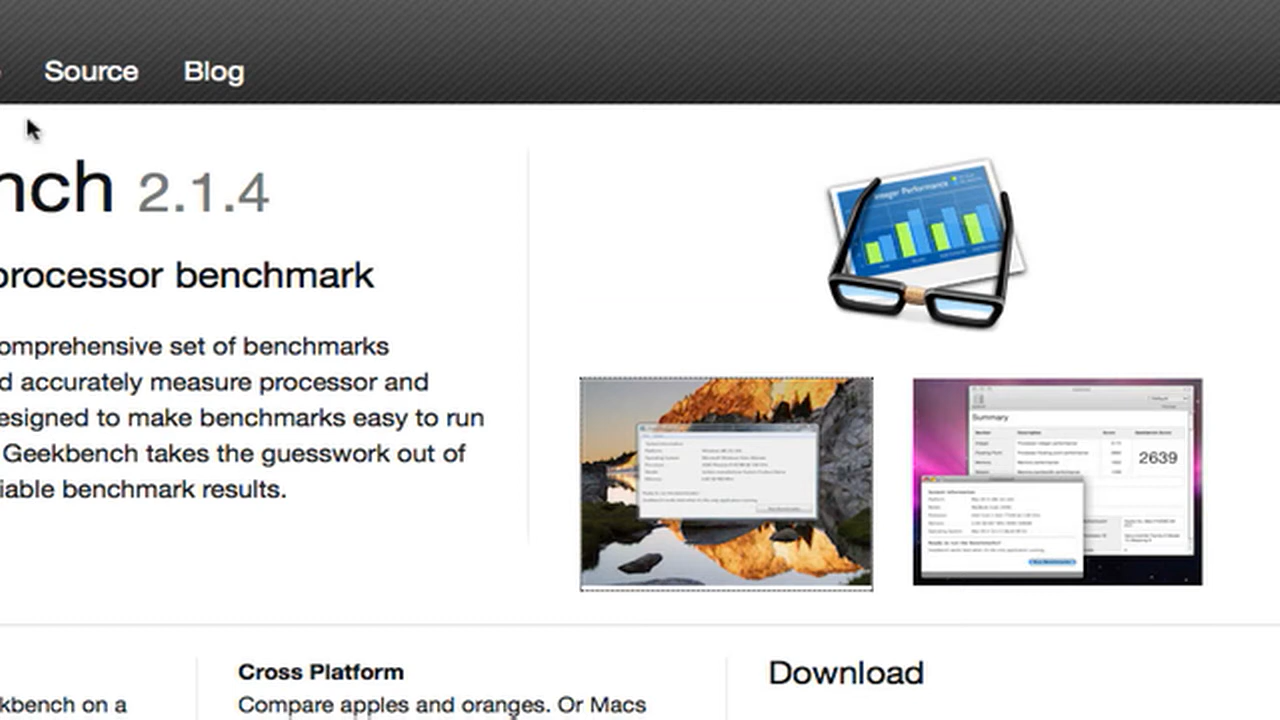 Source Blog
nch 2.1.4
processor benchmark
omprehensive set of benchmarks
d accurately measure processor and
esigned to make benchmarks easy to run
Geekbench takes the guesswork out of
iable benchmark results.
Integer Performance
Summary
2639
Cross Platform
Compare apples and oranges. Or Macs
kbench on a
Download